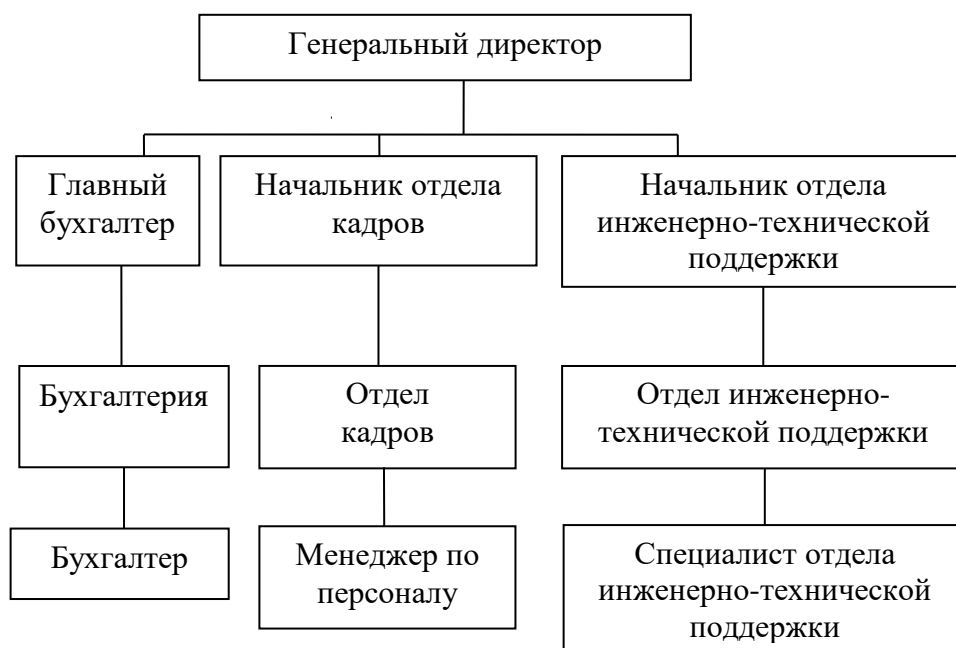 Генеральный директор
Главный
бухгалтер
Начальник отдела
кадров
Начальник отдела
инженерно-технической
поддержки
Бухгалтерия
Отдел
кадров
Отдел инженерно-
технической поддержки
Бухгалтер
Менеджер по
персоналу
Специалист отдела
инженерно-технической
поддержки